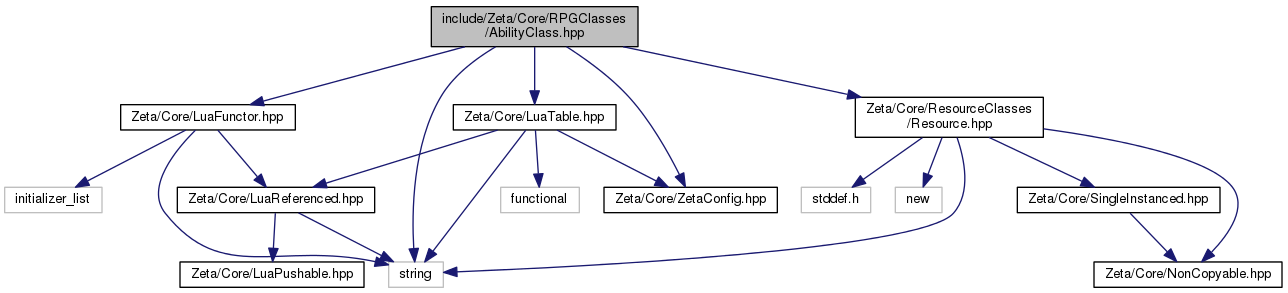 include/Zeta/Core/RPGClasses
/AbilityClass.hpp
Zeta/Core/LuaFunctor.hpp
Zeta/Core/LuaTable.hpp
Zeta/Core/ResourceClasses
/Resource.hpp
initializer_list
Zeta/Core/LuaReferenced.hpp
functional
Zeta/Core/ZetaConfig.hpp
stddef.h
new
Zeta/Core/SingleInstanced.hpp
Zeta/Core/LuaPushable.hpp
string
Zeta/Core/NonCopyable.hpp